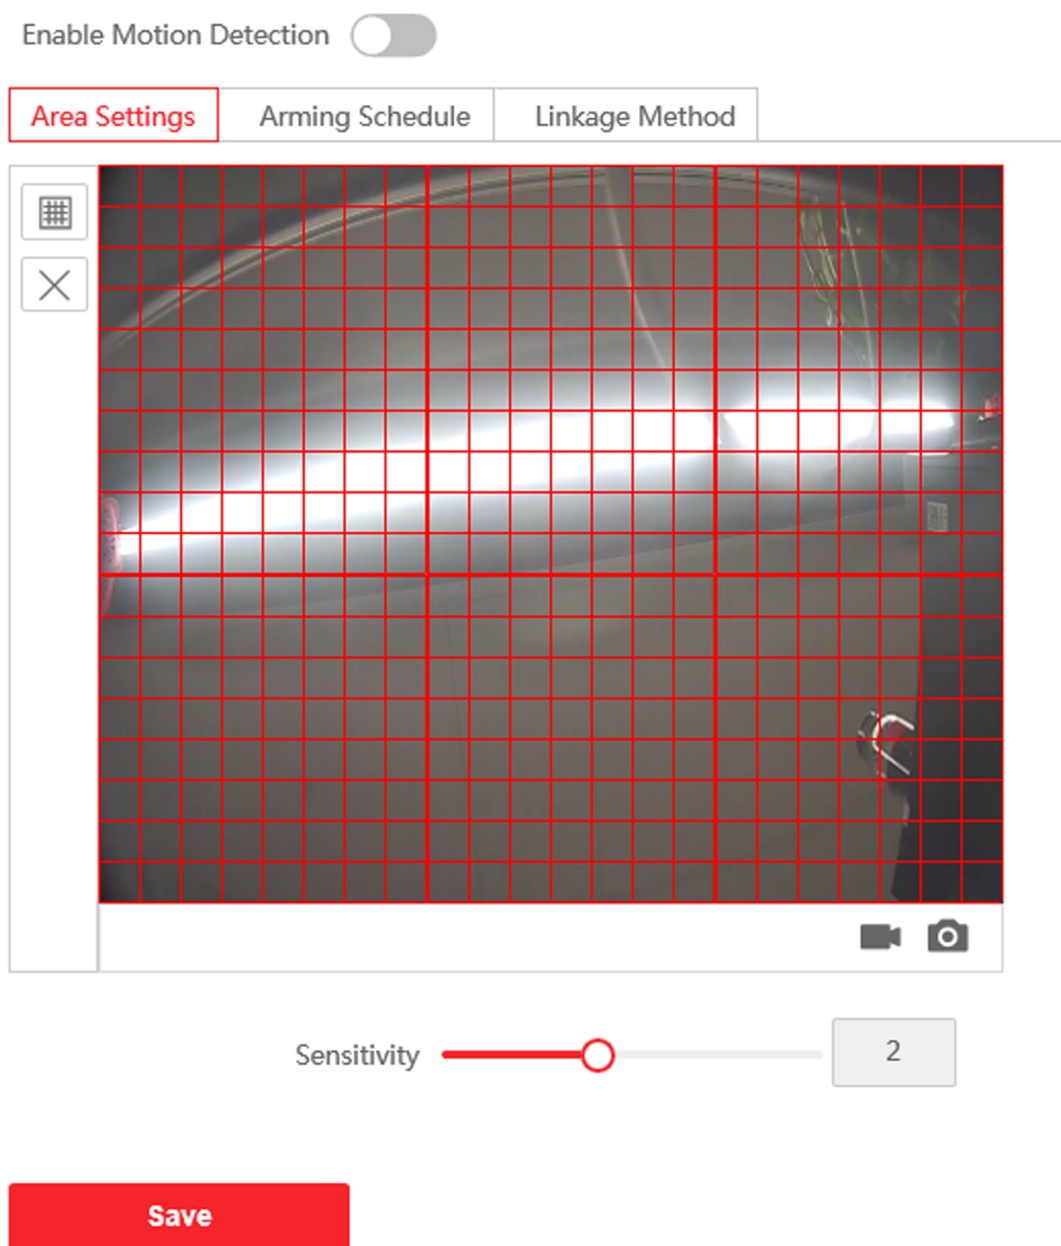 Enable Motion Detection
Area Settings Arming Schedule Linkage Method
Sensitivity 2
Save